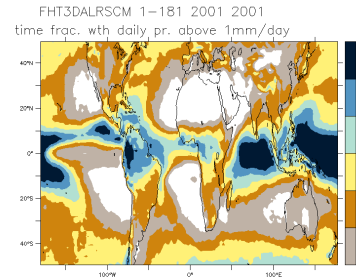 FHT3DALRSCM 1-181 2001 2001
time frac. wth daily pr. above 1mm/day
40°N
20°N
0°
20°S
40°S
100°W
0°
100°E